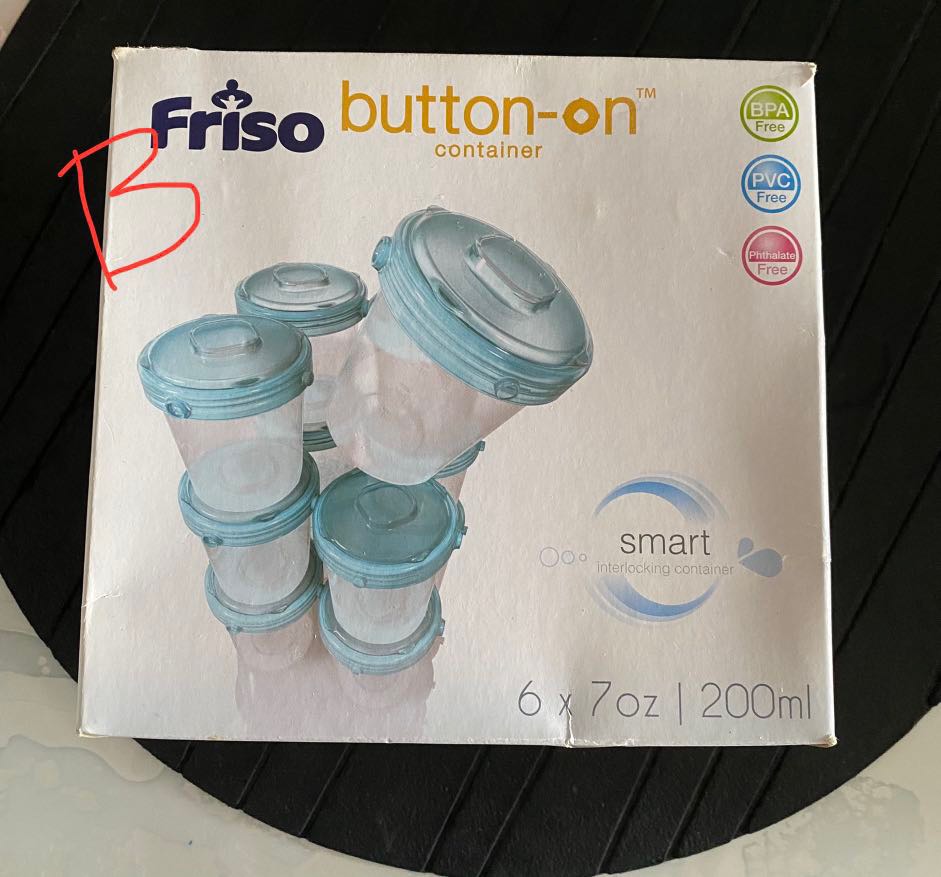 Friso button-on™
container
BPA
Free
PVC
Free
Phthalate
Free
B
smart
interlocking container
6 x 7oz | 200ml